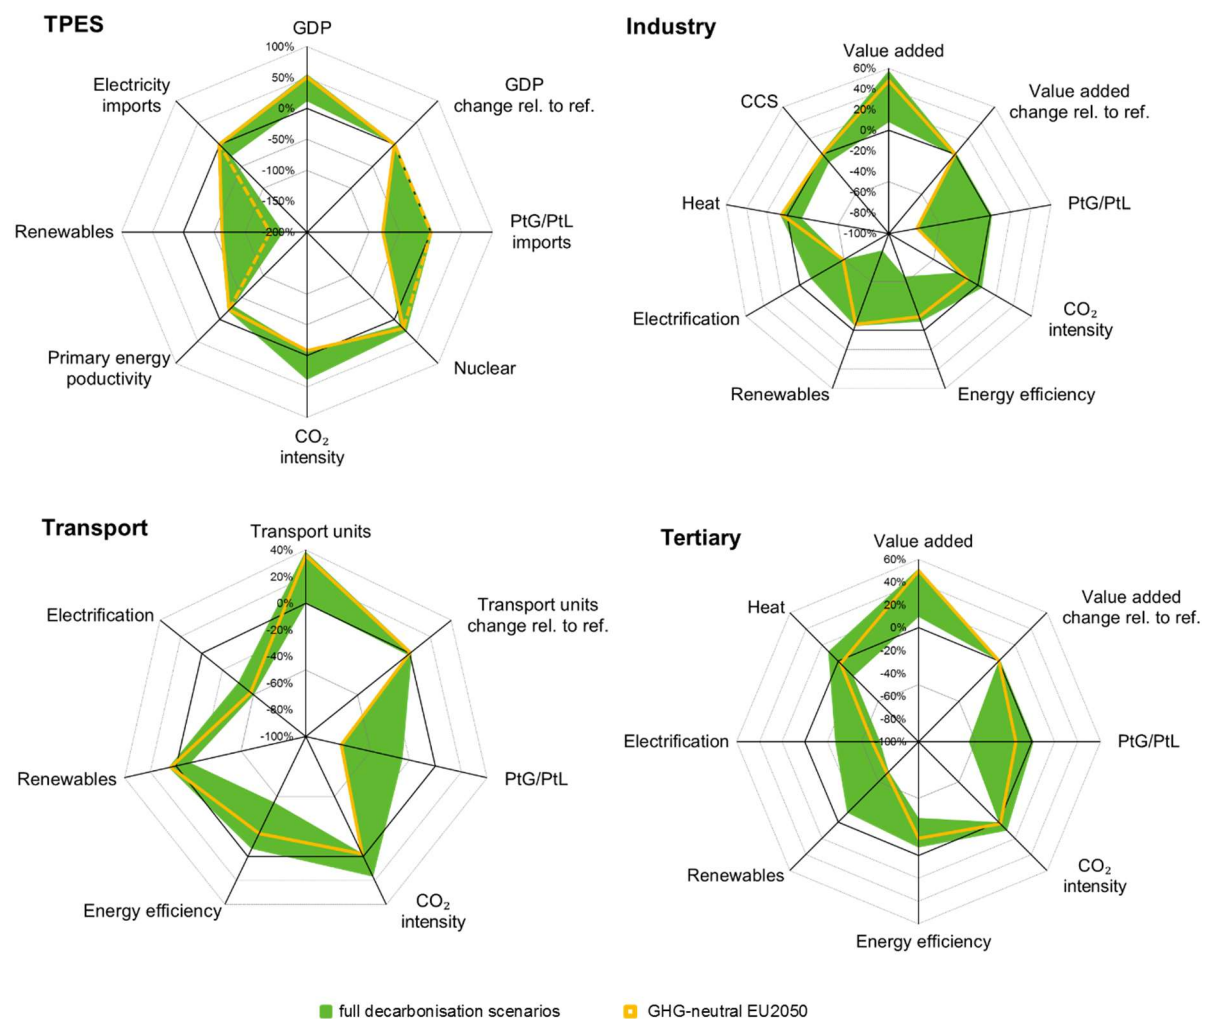 TPES
GDP
100%
50%
0%
-50%
-100%
-150%
-200%
Electricity
imports
GDP
change rel. to ref.
Renewables
PtG/PtL
imports
Primary energy
poductivity
Nuclear
CO₂
intensity
Industry
Value added
60%
40%
20%
0%
-20%
-40%
-60%
-80%
-100%
CCS
Value added
change rel. to ref.
Heat
PtG/PtL
Electrification
CO₂
intensity
Renewables
Energy efficiency
Transport
Transport units
40%
20%
0%
-20%
-40%
-60%
-80%
-100%
Electrification
Transport units
change rel. to ref.
Renewables
PtG/PtL
Energy efficiency
CO₂
intensity
Tertiary
Value added
60%
40%
20%
0%
-20%
-40%
-60%
-80%
-100%
Heat
Value added
change rel. to ref.
Electrification
PtG/PtL
Renewables
CO₂
intensity
Energy efficiency
full decarbonisation scenarios
GHG-neutral EU2050